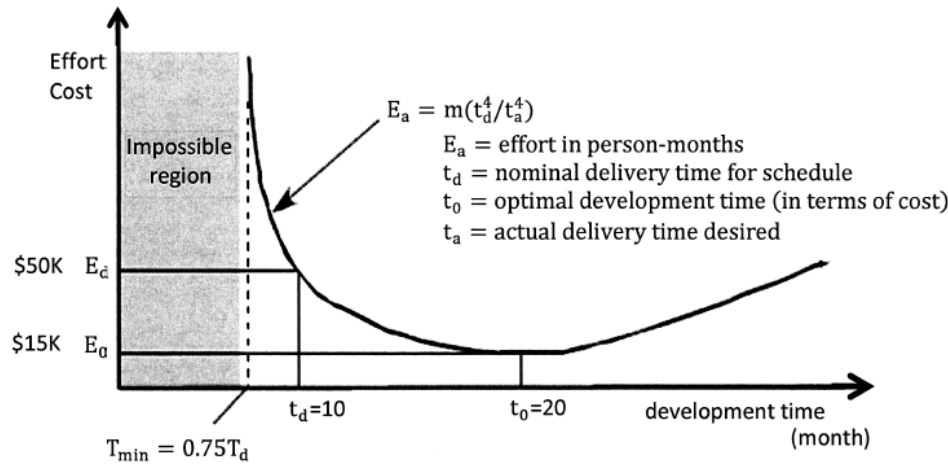 Effort
Cost
Impossible
region
E_a = m(t_d^4/t_a^4)
E_a = effort in person-months
t_d = nominal delivery time for schedule
t_0 = optimal development time (in terms of cost)
t_a = actual delivery time desired
$50K E_d
$15K E_0
t_d=10
t_0=20
development time
(month)
T_min = 0.75T_d